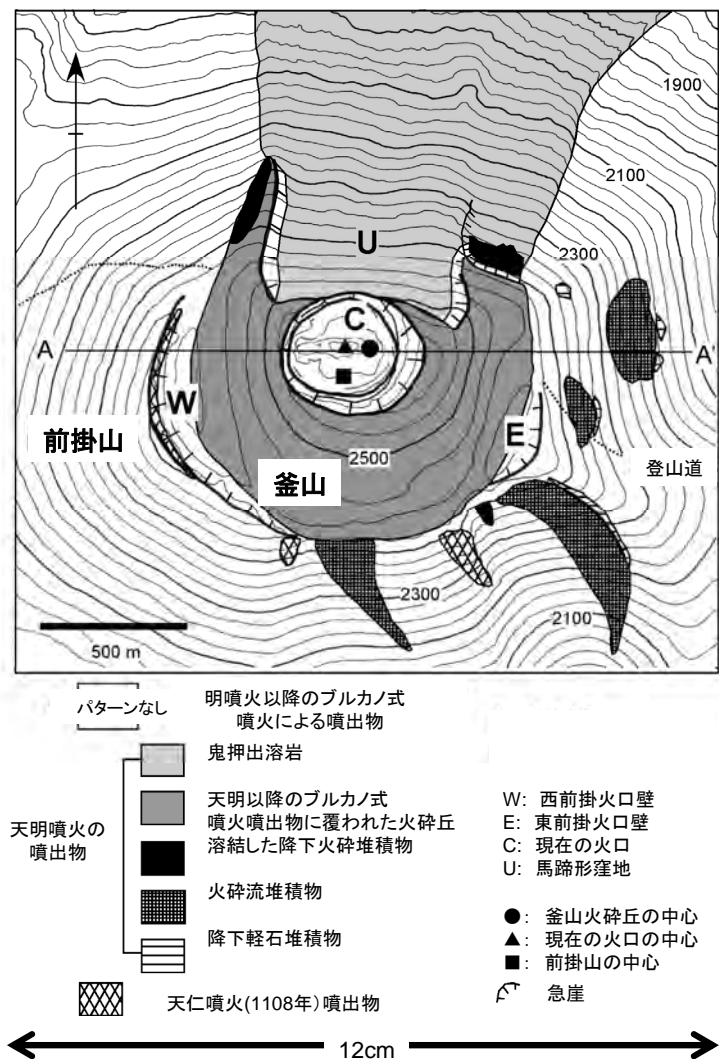 1900
2100
U
2300
C
A
A'
W
前掛山
E
2500
登山道
釜山
2300
2100
500 m
パターンなし
明噴火以降のブルカノ式
噴火による噴出物
天明噴火の
噴出物
鬼押出溶岩
天明以降のブルカノ式
噴火噴出物に覆われた火砕丘
溶結した降下火砕堆積物
火砕流堆積物
降下軽石堆積物
天仁噴火(1108年)噴出物
W: 西前掛火口壁
E: 東前掛火口壁
C: 現在の火口
U: 馬蹄形窪地
●: 釜山火砕丘の中心
▲: 現在の火口の中心
■: 前掛山の中心
急崖
12cm